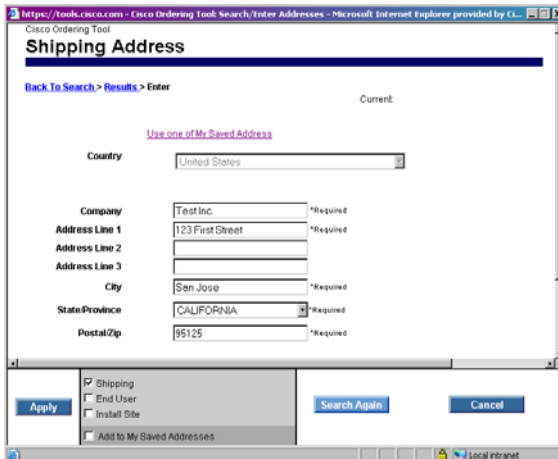 https://tools.cisco.com - Cisco Ordering Tool: Search/Enter Addresses - Microsoft Internet Explorer provided by Ci...
Cisco Ordering Tool
Shipping Address
Back To Search > Results > Enter
Current:
Use one of My Saved Address
Country United States
Company Test Inc. *Required
Address Line 1 123 First Street *Required
Address Line 2
Address Line 3
City San Jose *Required
State/Province CALIFORNIA *Required
Postal/Zip 95125 *Required
Shipping
End User
Install Site
Apply
Search Again
Cancel
Add to My Saved Addresses
Local intranet